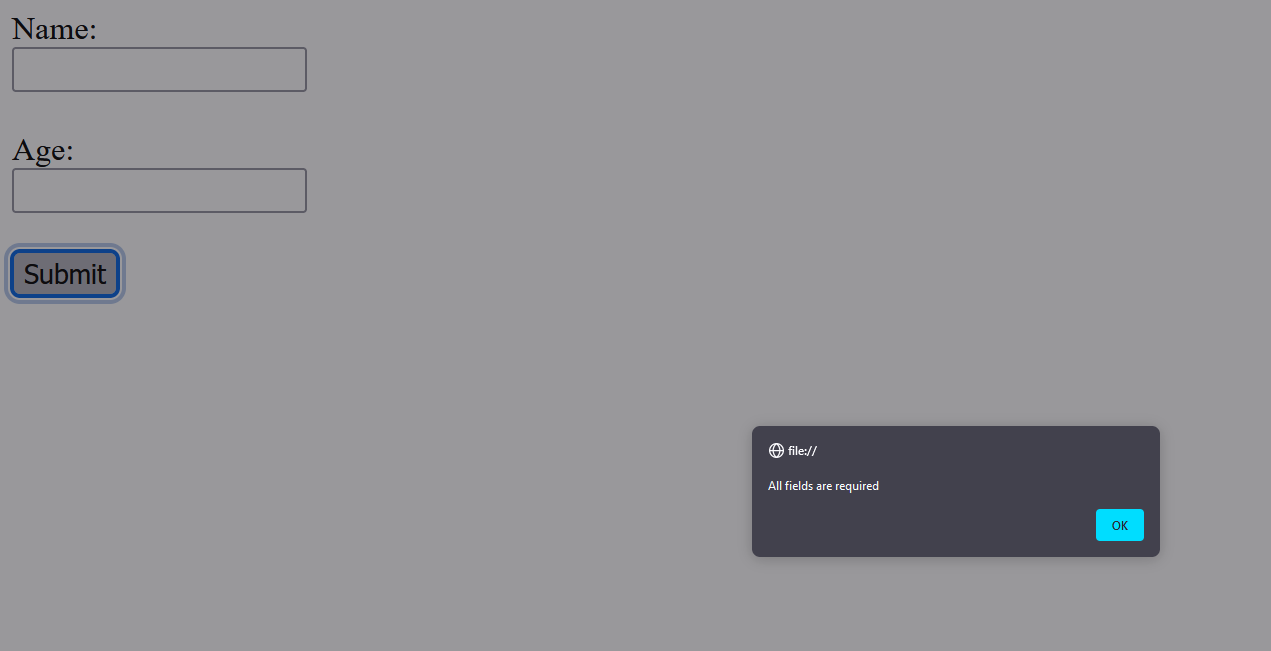 Name:
Age:
Submit
file://
All fields are required
OK